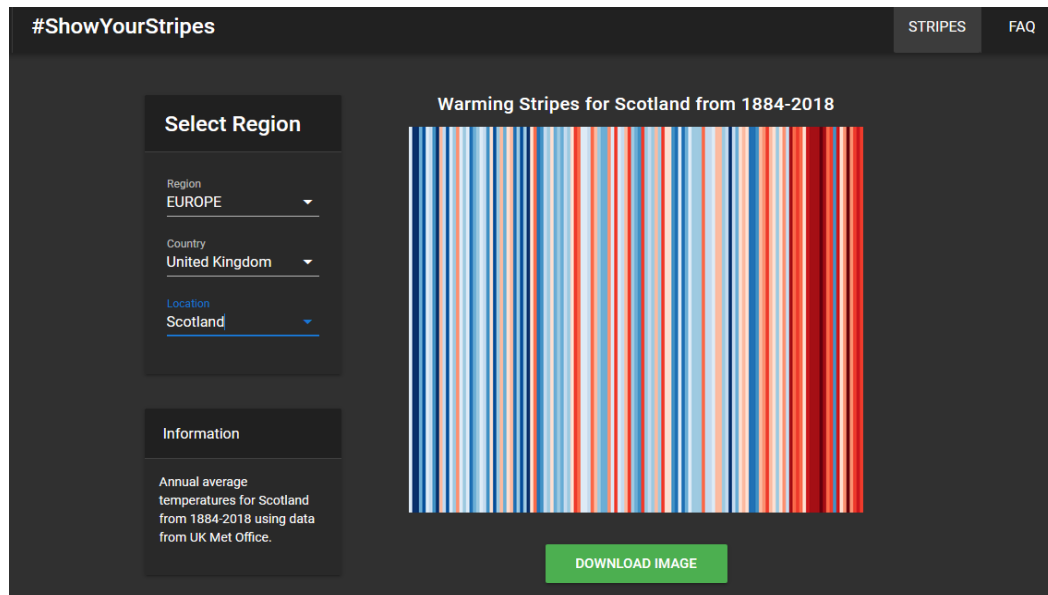 #ShowYourStripes
STRIPES
FAQ
Select Region
Region
EUROPE
Country
United Kingdom
Location
Scotland
Information
Annual average
temperatures for Scotland
from 1884-2018 using data
from UK Met Office.
Warming Stripes for Scotland from 1884-2018
DOWNLOAD IMAGE